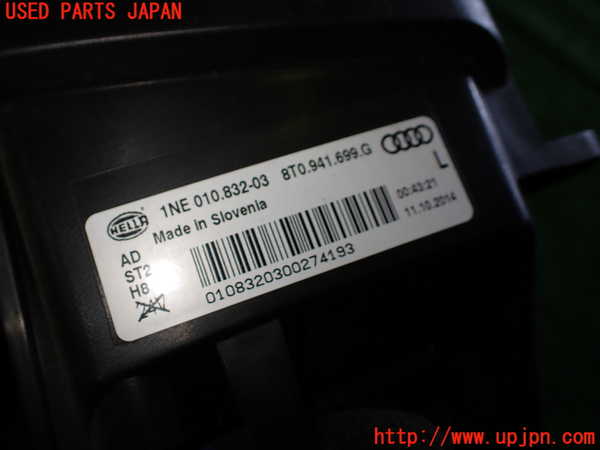 USED PARTS JAPAN
HELLA
1NE 010.832-03 8T0.941.699.G
Made in Slovenia
L
00:43:21
11.10.2014
AD
ST2
H8
0108320300274193
http://www.upjpn.com/